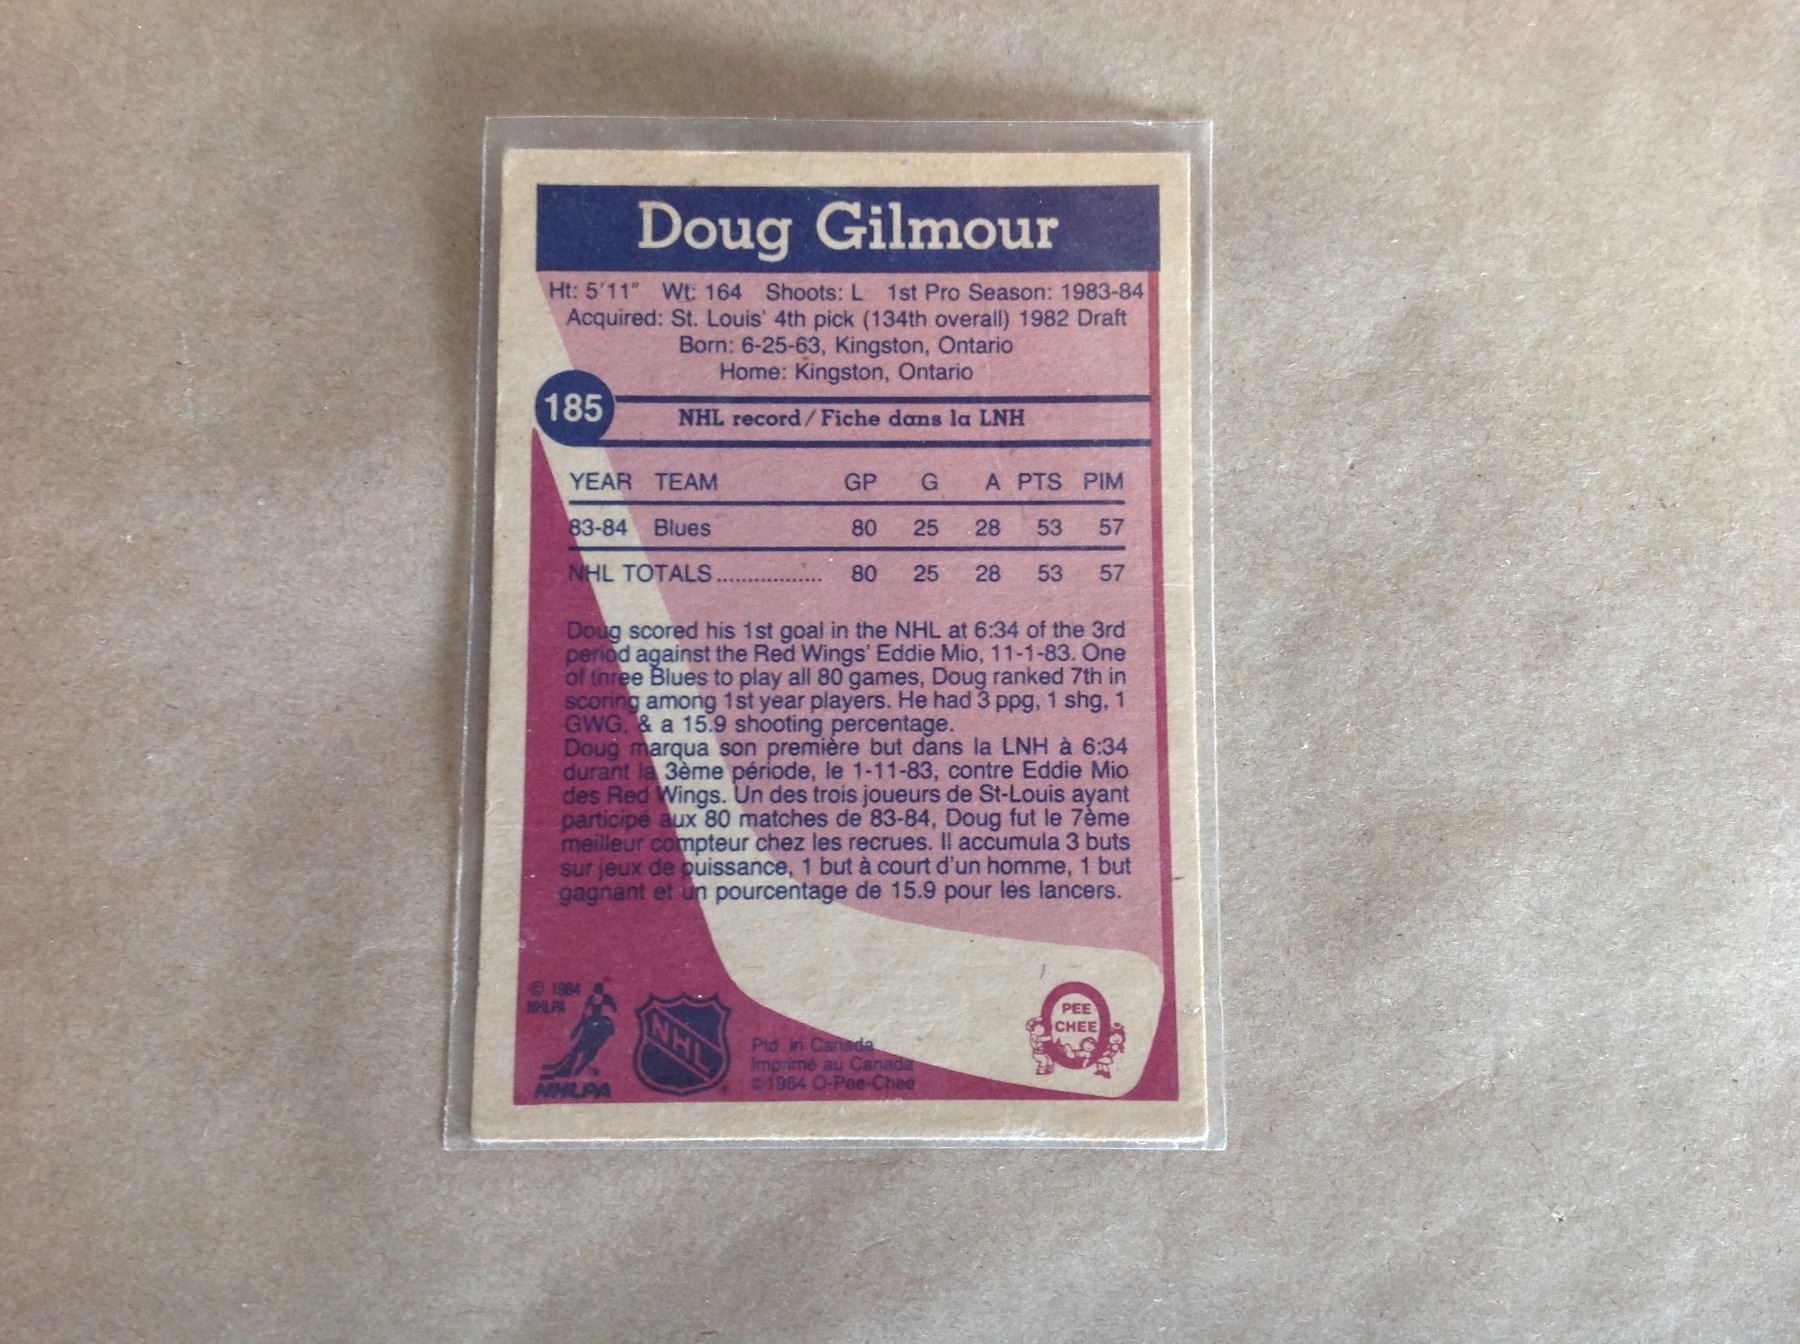 Doug Gilmour
Ht: 5'11" Wt: 164 Shoots: L 1st Pro Season: 1983-84
Acquired: St. Louis' 4th pick (134th overall) 1982 Draft
Born: 6-25-63, Kingston, Ontario
Home: Kingston, Ontario
185
NHL record/Fiche dans la LNH
YEAR TEAM GP G A PTS PIM
83-84 Blues 80 25 28 53 57
NHL TOTALS................. 80 25 28 53 57
Doug scored his 1st goal in the NHL at 6:34 of the 3rd
period against the Red Wings' Eddie Mio, 11-1-83. One
of three Blues to play all 80 games, Doug ranked 7th in
scoring among 1st year players. He had 3 ppg, 1 shg, 1
GWG, & a 15.9 shooting percentage.
Doug marqua son première but dans la LNH à 6:34
durant la 3ème période, le 1-11-83, contre Eddie Mio
des Red Wings. Un des trois joueurs de St-Louis ayant
participé aux 80 matches de 83-84, Doug fut le 7ème
meilleur compteur chez les recrues. Il accumula 3 buts
sur jeux de puissance, 1 but à court d'un homme, 1 but
gagnant et un pourcentage de 15.9 pour les lancers.
© 1984
NHLPA
NHLPA
NHL
Ptd. in Canada
Imprimé au Canada
©1984 O-Pee-Chee
PEE
CHEE